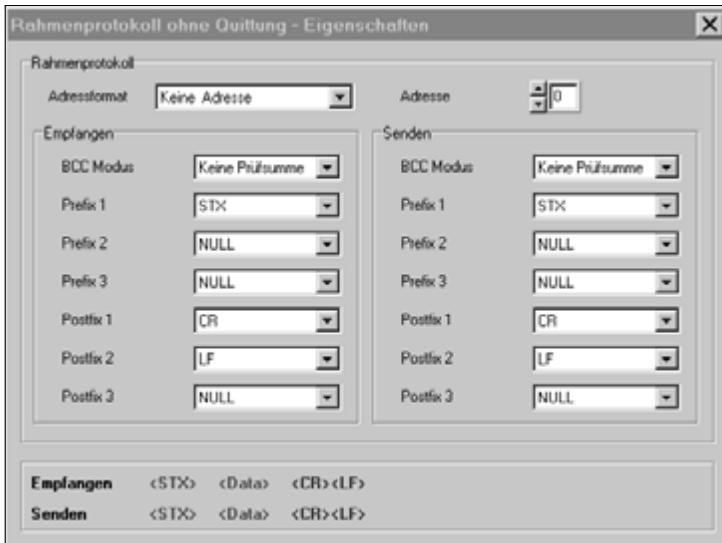 Rahmenprotokoll ohne Quittung - Eigenschaften
Rahmenprotokoll
Adressformat Keine Adresse Adresse 0
Empfangen Senden
BCC Modus Keine Prüfsumme BCC Modus Keine Prüfsumme
Prefix 1 STX Prefix 1 STX
Prefix 2 NULL Prefix 2 NULL
Prefix 3 NULL Prefix 3 NULL
Postfix 1 CR Postfix 1 CR
Postfix 2 LF Postfix 2 LF
Postfix 3 NULL Postfix 3 NULL
Empfangen <STX> <Data> <CR><LF>
Senden <STX> <Data> <CR><LF>